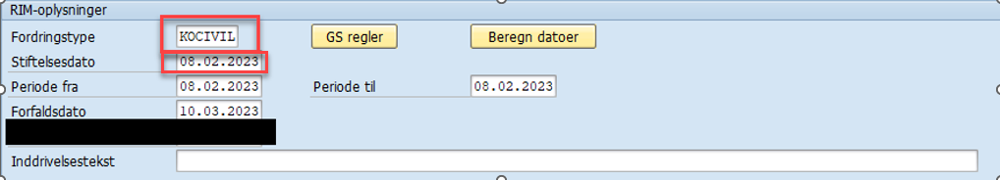 RIM-oplysninger
Fordringstype KOCIVIL GS regler Beregn datoer
Stiftelsesdato 08.02.2023
Periode fra 08.02.2023 Periode til 08.02.2023
Forfaldsdato 10.03.2023
Inddrivelsestekst